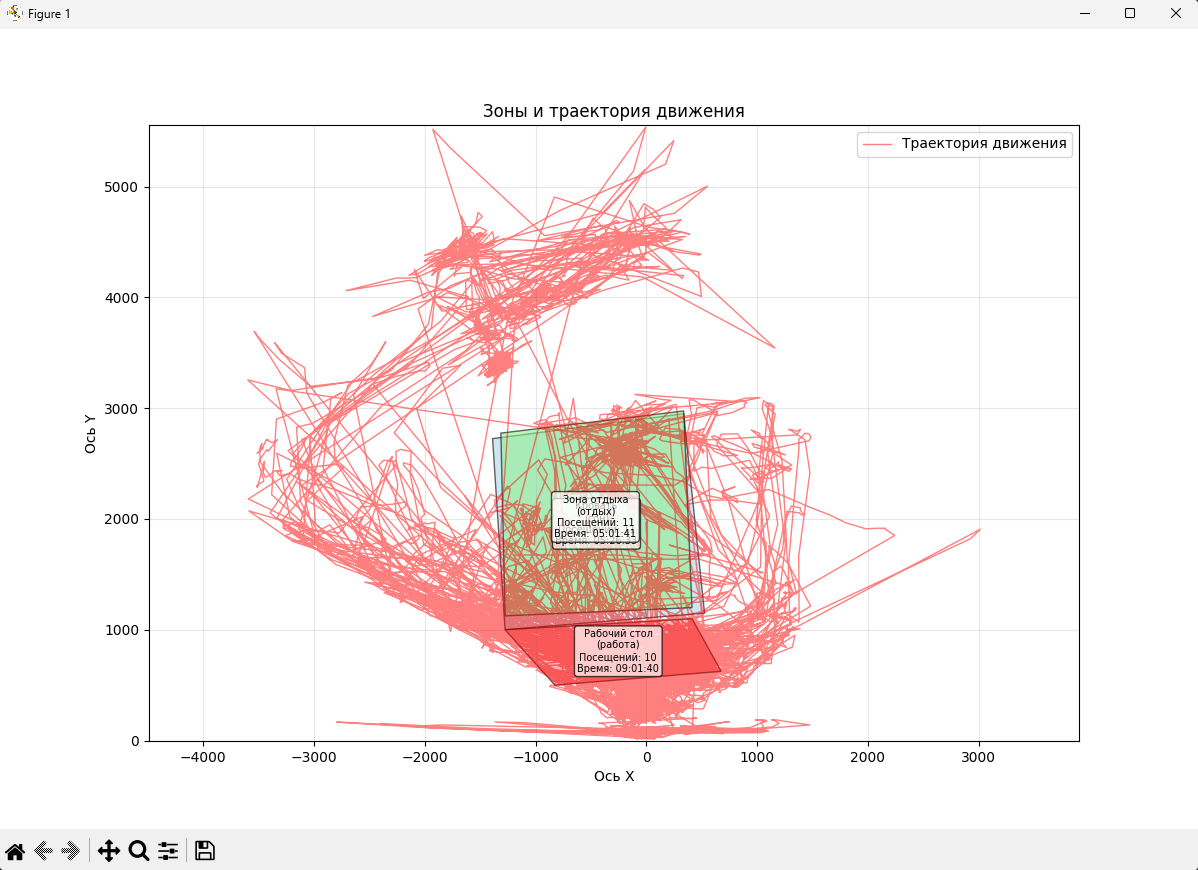 Figure 1
Зоны и траектория движения
Траектория движения
Ось Y
5000
4000
3000
2000
1000
0
Зона отдыха
(отдых)
Посещений: 11
Время: 05:01:41
Рабочий стол
(работа)
Посещений: 10
Время: 09:01:40
−4000
−3000
−2000
−1000
0
1000
2000
3000
Ось X